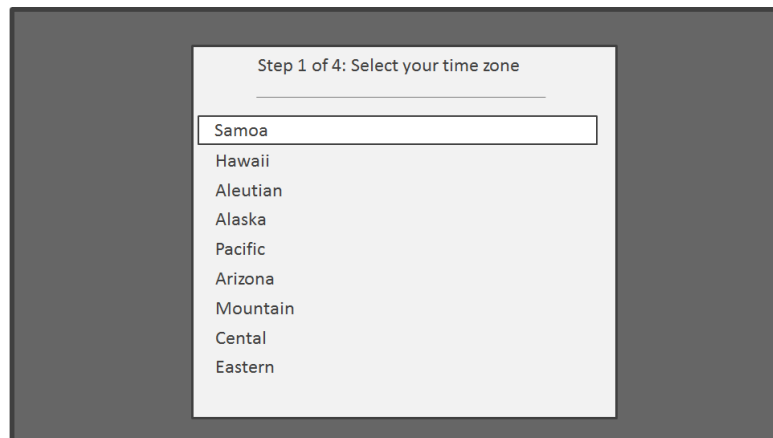 Step 1 of 4: Select your time zone
Samoa
Hawaii
Aleutian
Alaska
Pacific
Arizona
Mountain
Cental
Eastern